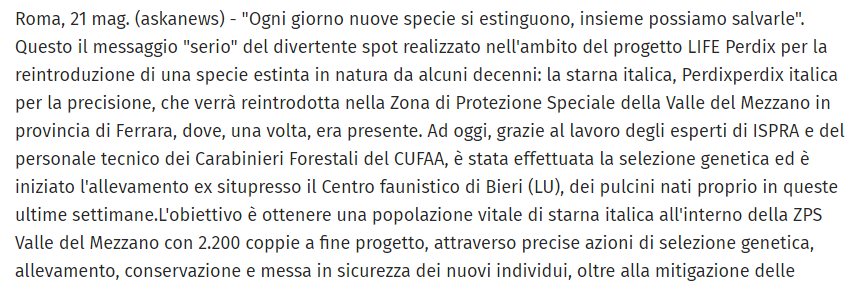 Roma, 21 mag. (askanews) - "Ogni giorno nuove specie si estinguono, insieme possiamo salvarle".
Questo il messaggio "serio" del divertente spot realizzato nell'ambito del progetto LIFE Perdix per la
reintroduzione di una specie estinta in natura da alcuni decenni: la starna italica, Perdixperdix italica
per la precisione, che verrà reintrodotta nella Zona di Protezione Speciale della Valle del Mezzano in
provincia di Ferrara, dove, una volta, era presente. Ad oggi, grazie al lavoro degli esperti di ISPRA e del
personale tecnico dei Carabinieri Forestali del CUFAA, è stata effettuata la selezione genetica ed è
iniziato l'allevamento ex situpresso il Centro faunistico di Bieri (LU), dei pulcini nati proprio in queste
ultime settimane.L'obiettivo è ottenere una popolazione vitale di starna italica all'interno della ZPS
Valle del Mezzano con 2.200 coppie a fine progetto, attraverso precise azioni di selezione genetica,
allevamento, conservazione e messa in sicurezza dei nuovi individui, oltre alla mitigazione delle